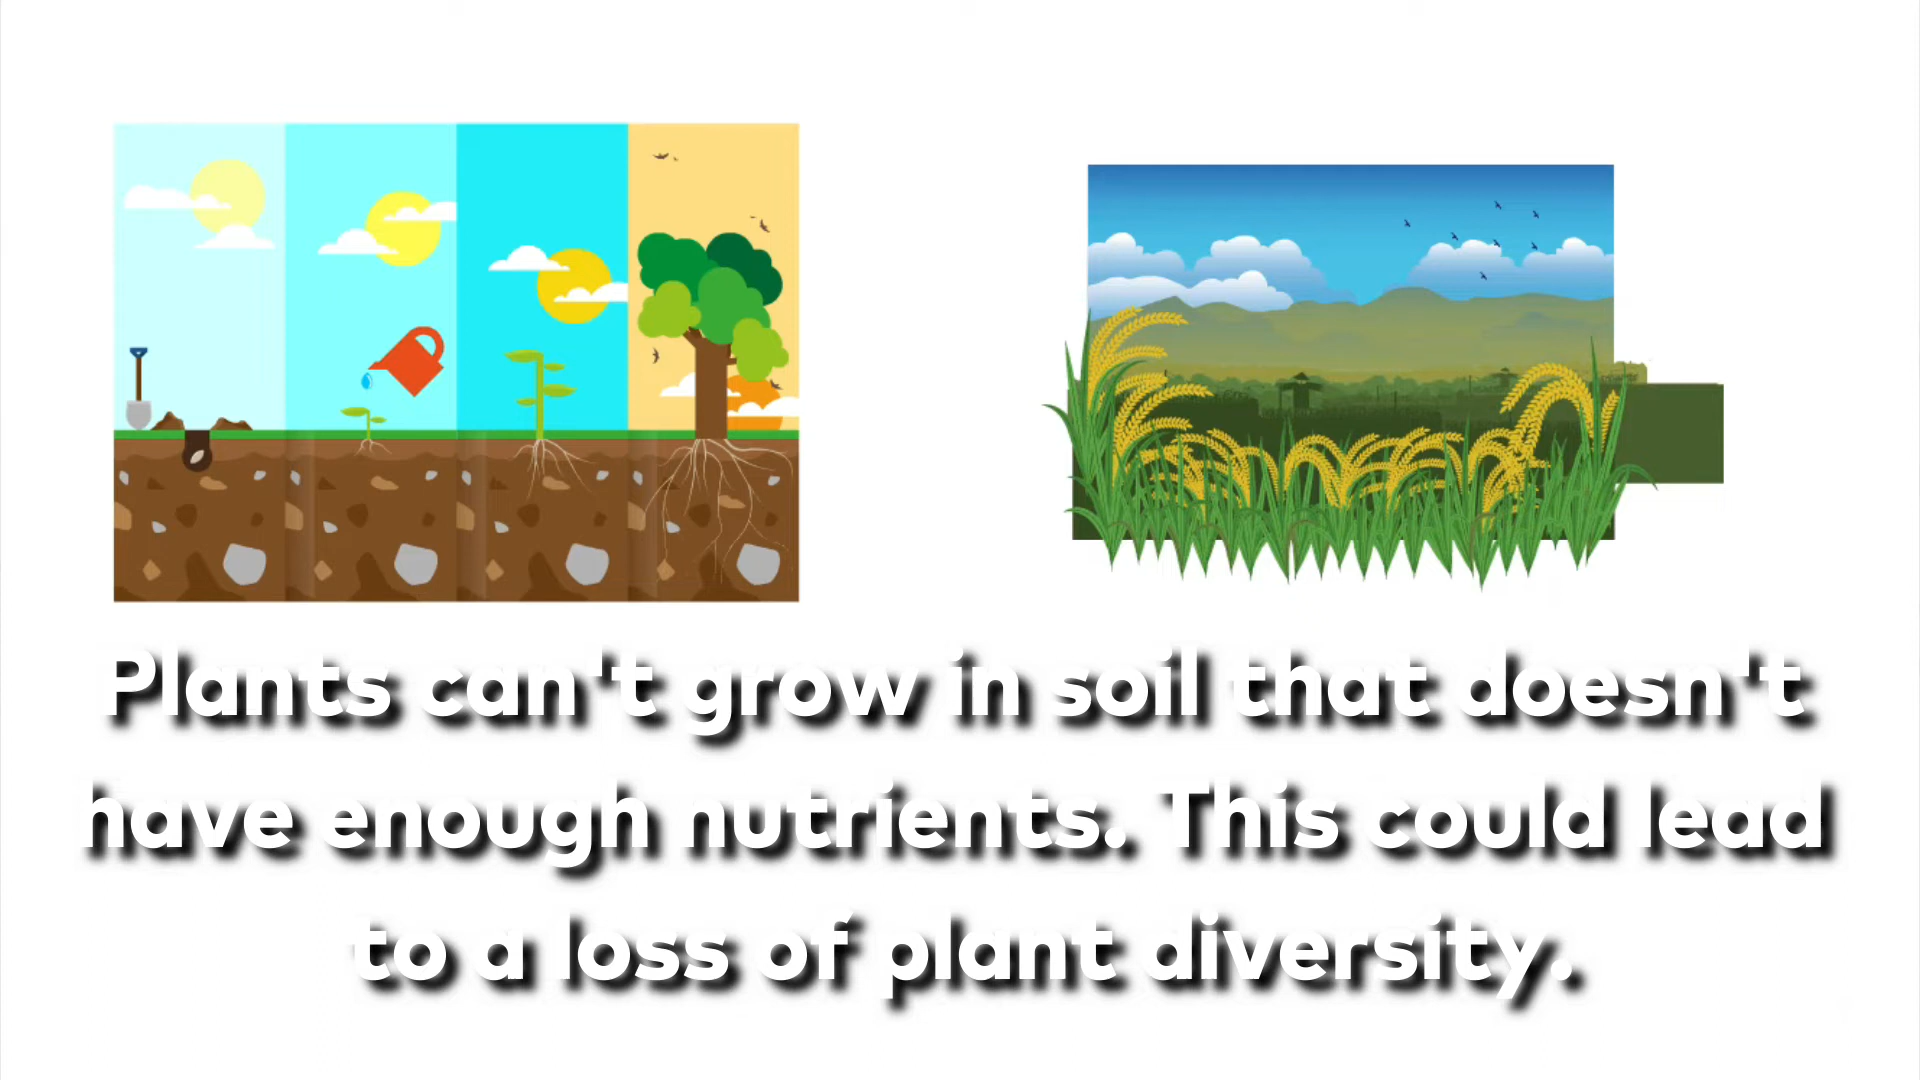 Plants can't grow in soil that doesn't
have enough nutrients. This could lead
to a loss of plant diversity.